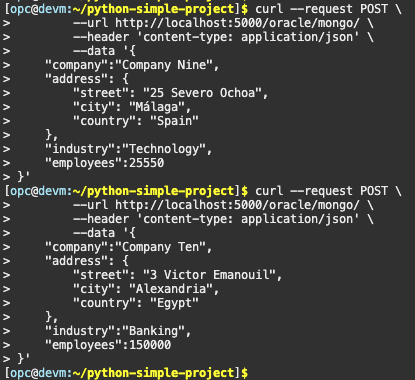 [opc@devm:~/python-simple-project]$ curl --request POST \
>         --url http://localhost:5000/oracle/mongo/ \
>         --header 'content-type: application/json' \
>         --data '{
>     "company":"Company Nine",
>     "address": {
>         "street": "25 Severo Ochoa",
>         "city": "Málaga",
>         "country": "Spain"
>     },
>     "industry":"Technology",
>     "employees":25550
> }'
[opc@devm:~/python-simple-project]$ curl --request POST \
>         --url http://localhost:5000/oracle/mongo/ \
>         --header 'content-type: application/json' \
>         --data '{
>     "company":"Company Ten",
>     "address": {
>         "street": "3 Victor Emanouil",
>         "city": "Alexandria",
>         "country": "Egypt"
>     },
>     "industry":"Banking",
>     "employees":150000
> }'
[opc@devm:~/python-simple-project]$